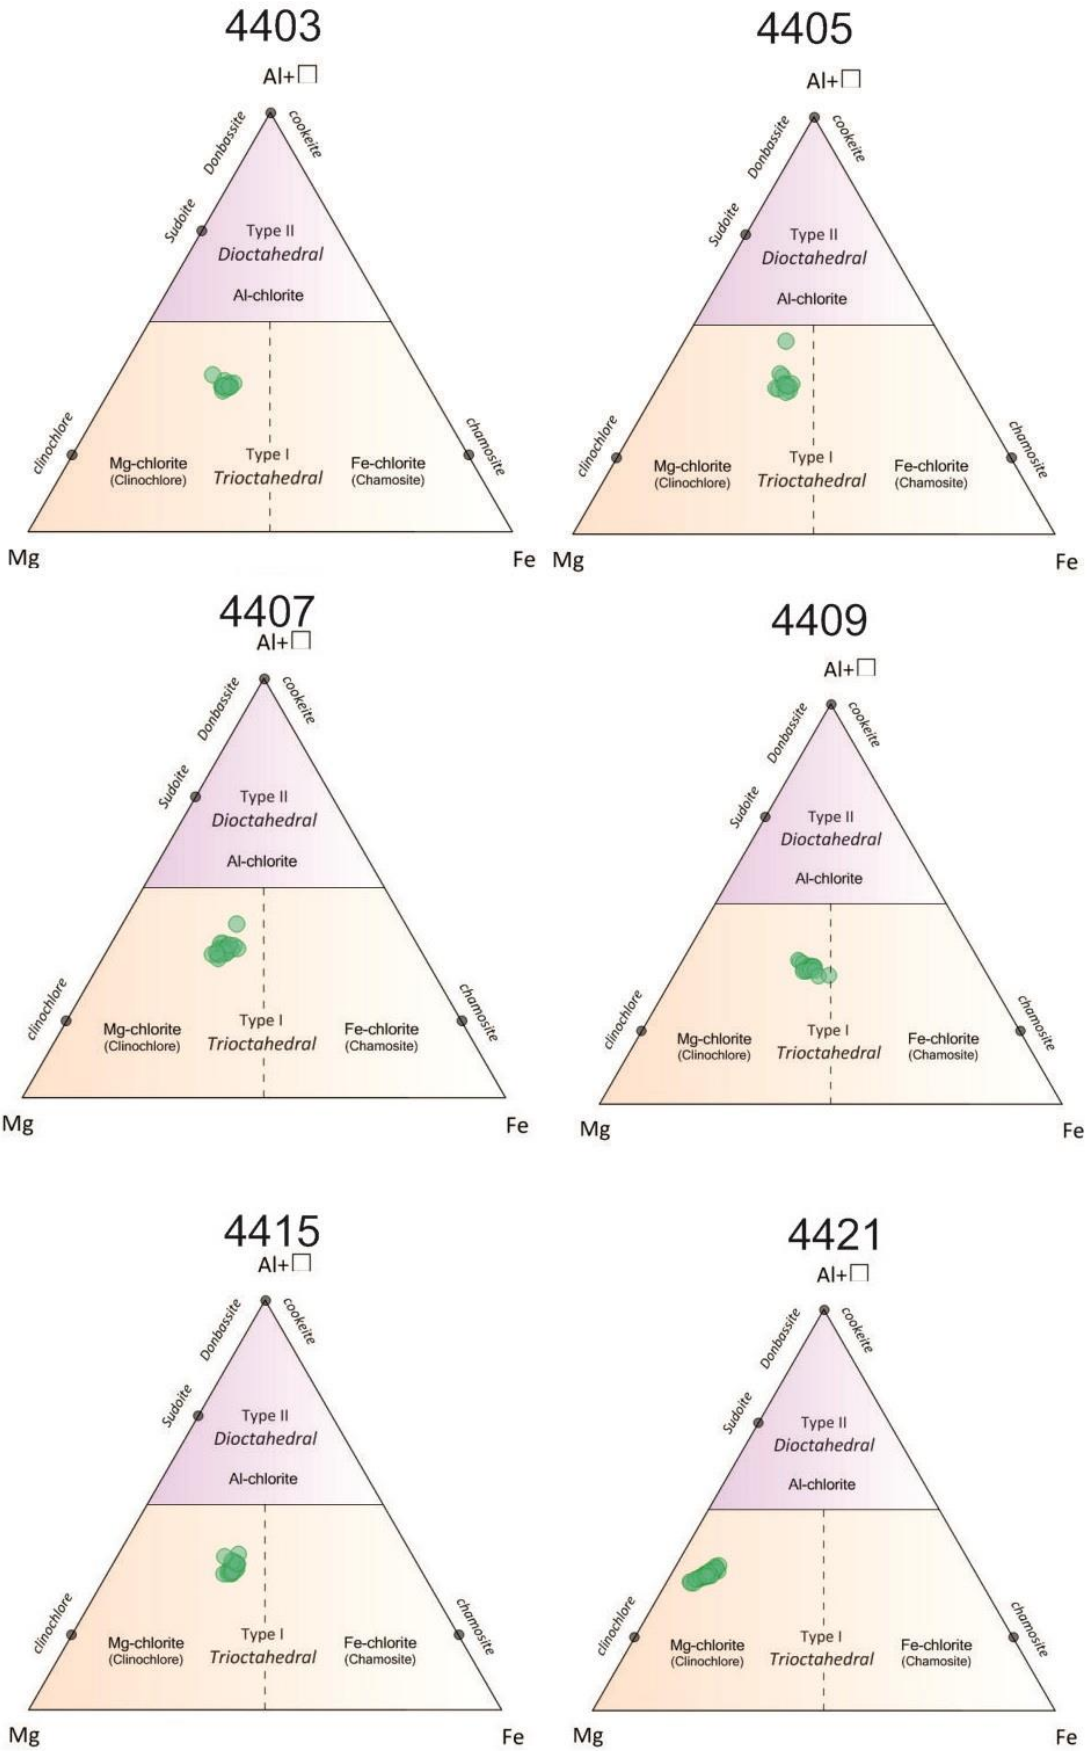 4403
Al+□
Donbassite
cookeite
Sudoite
Type II
Dioctahedral
Al-chlorite
clinochlore
chamosite
Mg-chlorite
(Clinochlore)
Type I
Trioctahedral
Fe-chlorite
(Chamosite)
Mg
Fe
4405
Al+□
Donbassite
cookeite
Sudoite
Type II
Dioctahedral
Al-chlorite
clinochlore
chamosite
Mg-chlorite
(Clinochlore)
Type I
Trioctahedral
Fe-chlorite
(Chamosite)
Mg
Fe
4407
Al+□
Donbassite
cookeite
Sudoite
Type II
Dioctahedral
Al-chlorite
clinochlore
chamosite
Mg-chlorite
(Clinochlore)
Type I
Trioctahedral
Fe-chlorite
(Chamosite)
Mg
Fe
4409
Al+□
Donbassite
cookeite
Sudoite
Type II
Dioctahedral
Al-chlorite
clinochlore
chamosite
Mg-chlorite
(Clinochlore)
Type I
Trioctahedral
Fe-chlorite
(Chamosite)
Mg
Fe
4415
Al+□
Donbassite
cookeite
Sudoite
Type II
Dioctahedral
Al-chlorite
clinochlore
chamosite
Mg-chlorite
(Clinochlore)
Type I
Trioctahedral
Fe-chlorite
(Chamosite)
Mg
Fe
4421
Al+□
Donbassite
cookeite
Sudoite
Type II
Dioctahedral
Al-chlorite
clinochlore
chamosite
Mg-chlorite
(Clinochlore)
Type I
Trioctahedral
Fe-chlorite
(Chamosite)
Mg
Fe